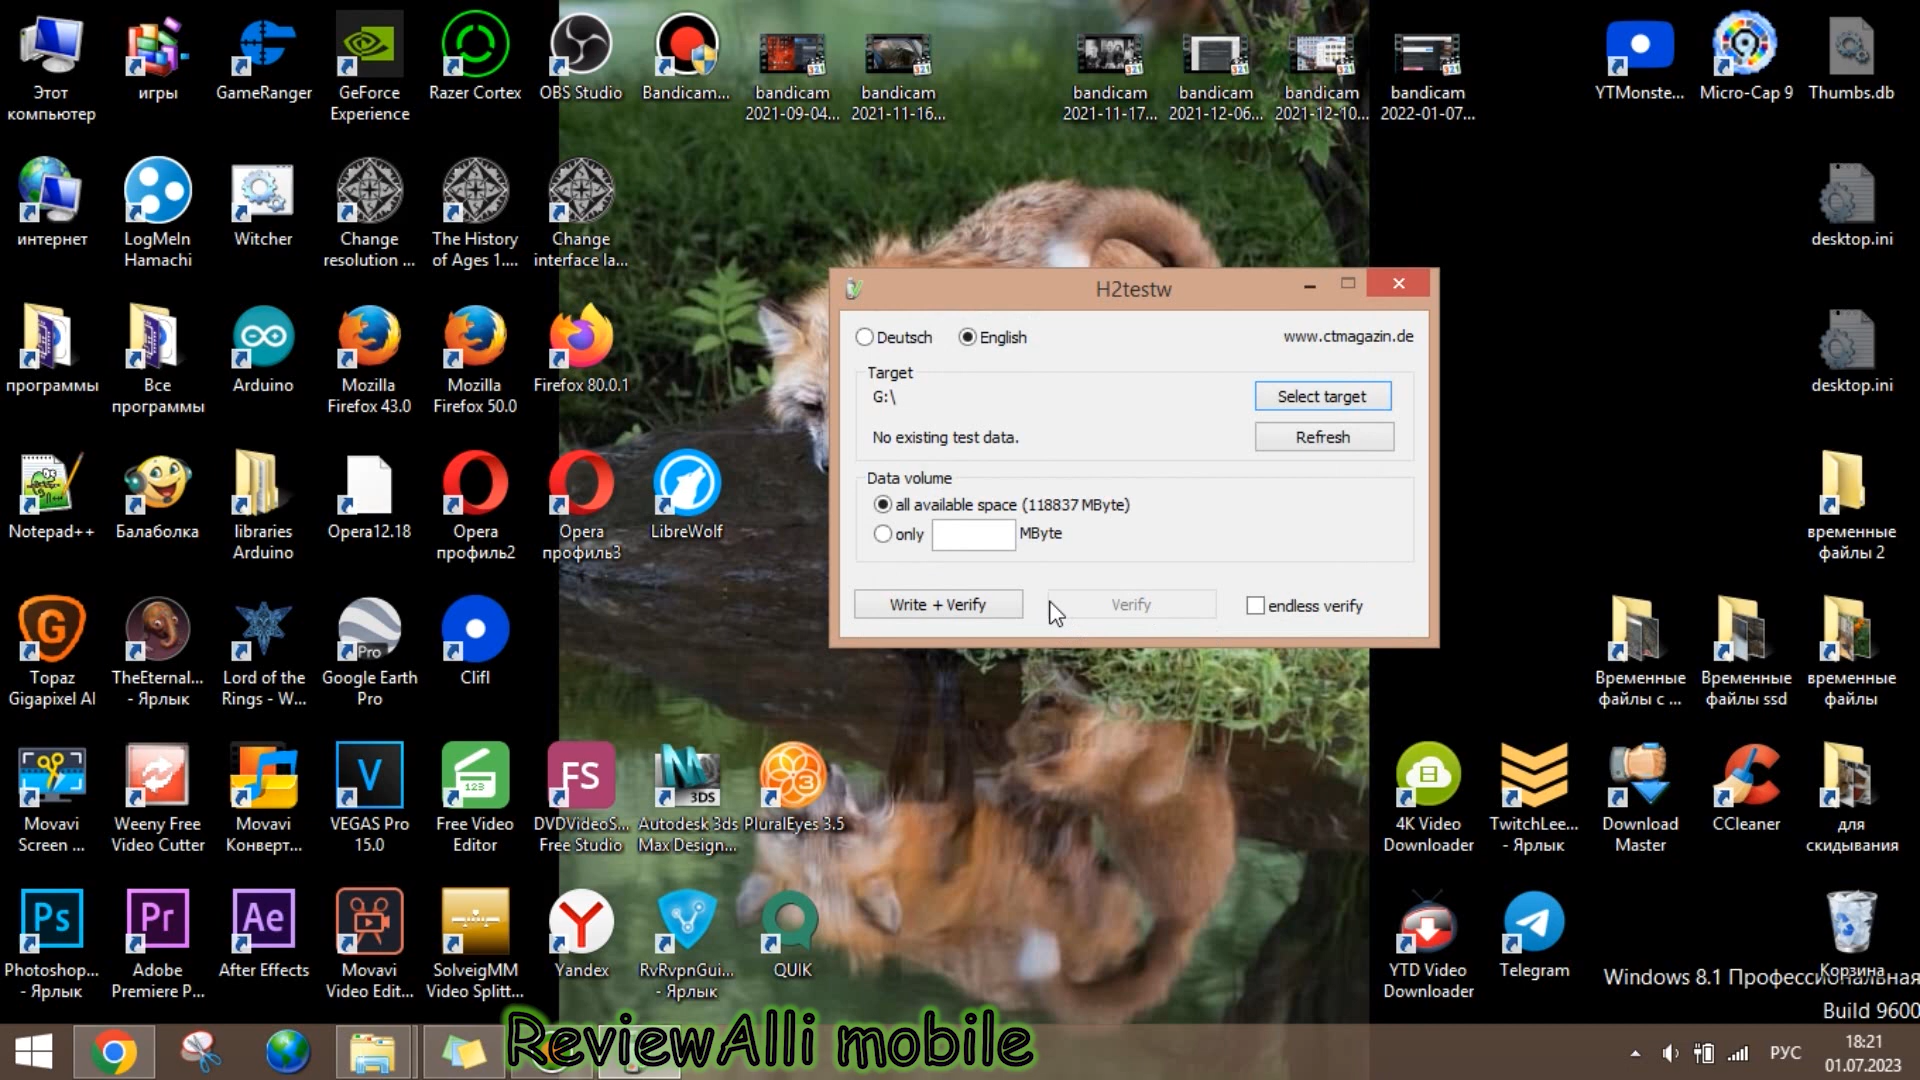 Этот компьютер
игры
GameRanger
GeForce Experience
Razer Cortex
OBS Studio
Bandicam...
bandicam 2021-09-04...
bandicam 2021-11-16...
bandicam 2021-11-17...
bandicam 2021-12-06...
bandicam 2021-12-10...
bandicam 2022-01-07...
YTMonste...
Micro-Cap 9
Thumbs.db
интернет
LogMeIn Hamachi
Witcher
Change resolution ...
The History of Ages 1....
Change interface la...
desktop.ini
H2testw
Deutsch
English
www.ctmagazin.de
Target
G:\
Select target
No existing test data.
Refresh
Data volume
all available space (118837 MByte)
only
MByte
Write + Verify
Verify
endless verify
программы
Все программы
Arduino
Mozilla Firefox 43.0
Mozilla Firefox 50.0
Firefox 80.0.1
desktop.ini
Notepad++
Балаболка
libraries Arduino
Opera12.18
Opera профиль2
Opera профиль3
LibreWolf
временные файлы 2
Topaz Gigapixel AI
TheEternal... - Ярлык
Lord of the Rings - W...
Pro
Google Earth Pro
Clifl
Временные файлы с ...
Временные файлы ssd
временные файлы
Movavi Screen ...
Weeny Free Video Cutter
Movavi Конверт...
V
VEGAS Pro 15.0
123
Free Video Editor
FS
DVDVideoS... Free Studio
3DS
Autodesk 3ds Max Design...
3
PluralEyes 3.5
4K Video Downloader
TwitchLee... - Ярлык
Download Master
CCleaner
для скидывания
Ps
Photoshop... - Ярлык
Pr
Adobe Premiere P...
Ae
After Effects
Movavi Video Edit...
SolveigMM Video Splitt...
Yandex
RvRvpnGui... - Ярлык
QUIK
YTD Video Downloader
Telegram
Корзина
Windows 8.1 Профессиональная
Build 9600
ReviewAlli mobile
РУС
18:21
01.07.2023